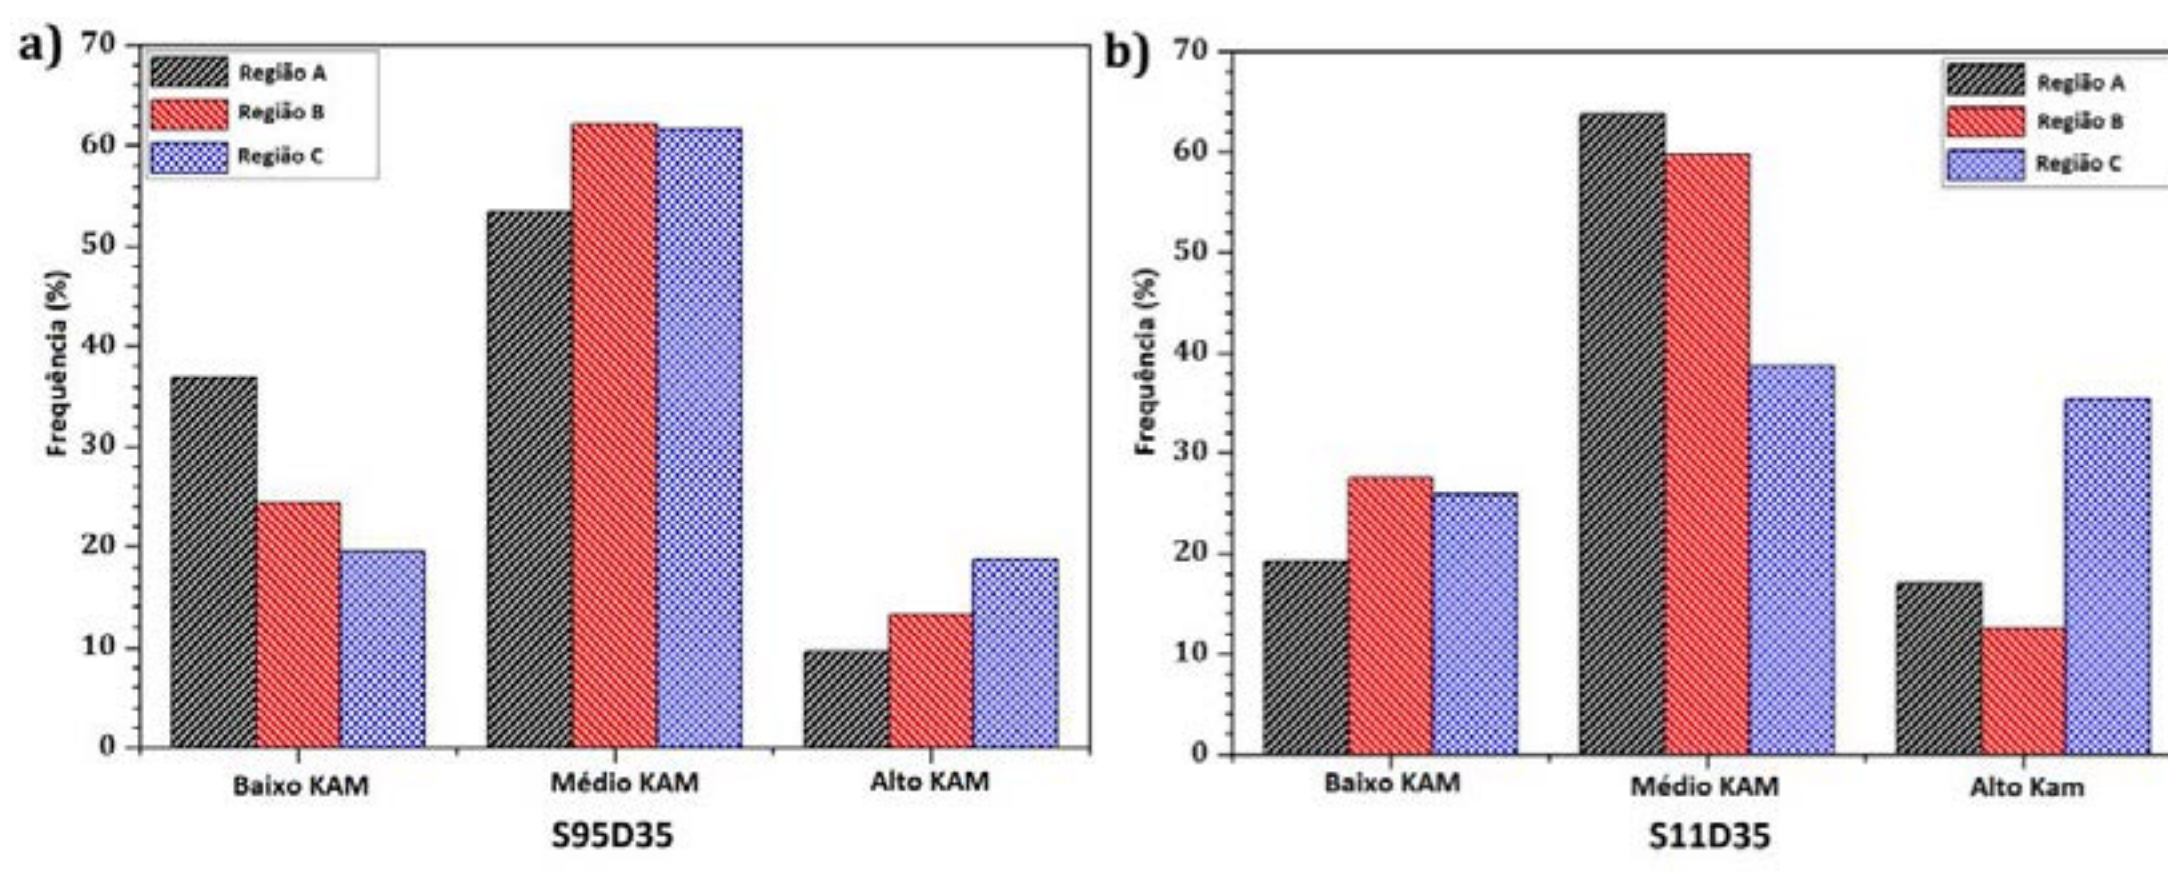 a)
70
60
50
40
30
20
10
0
Frequência (%)
Região A
Região B
Região C
Baixo KAM
Médio KAM
Alto KAM
S95D35
b)
70
60
50
40
30
20
10
0
Frequência (%)
Região A
Região B
Região C
Baixo KAM
Médio KAM
Alto Kam
S11D35